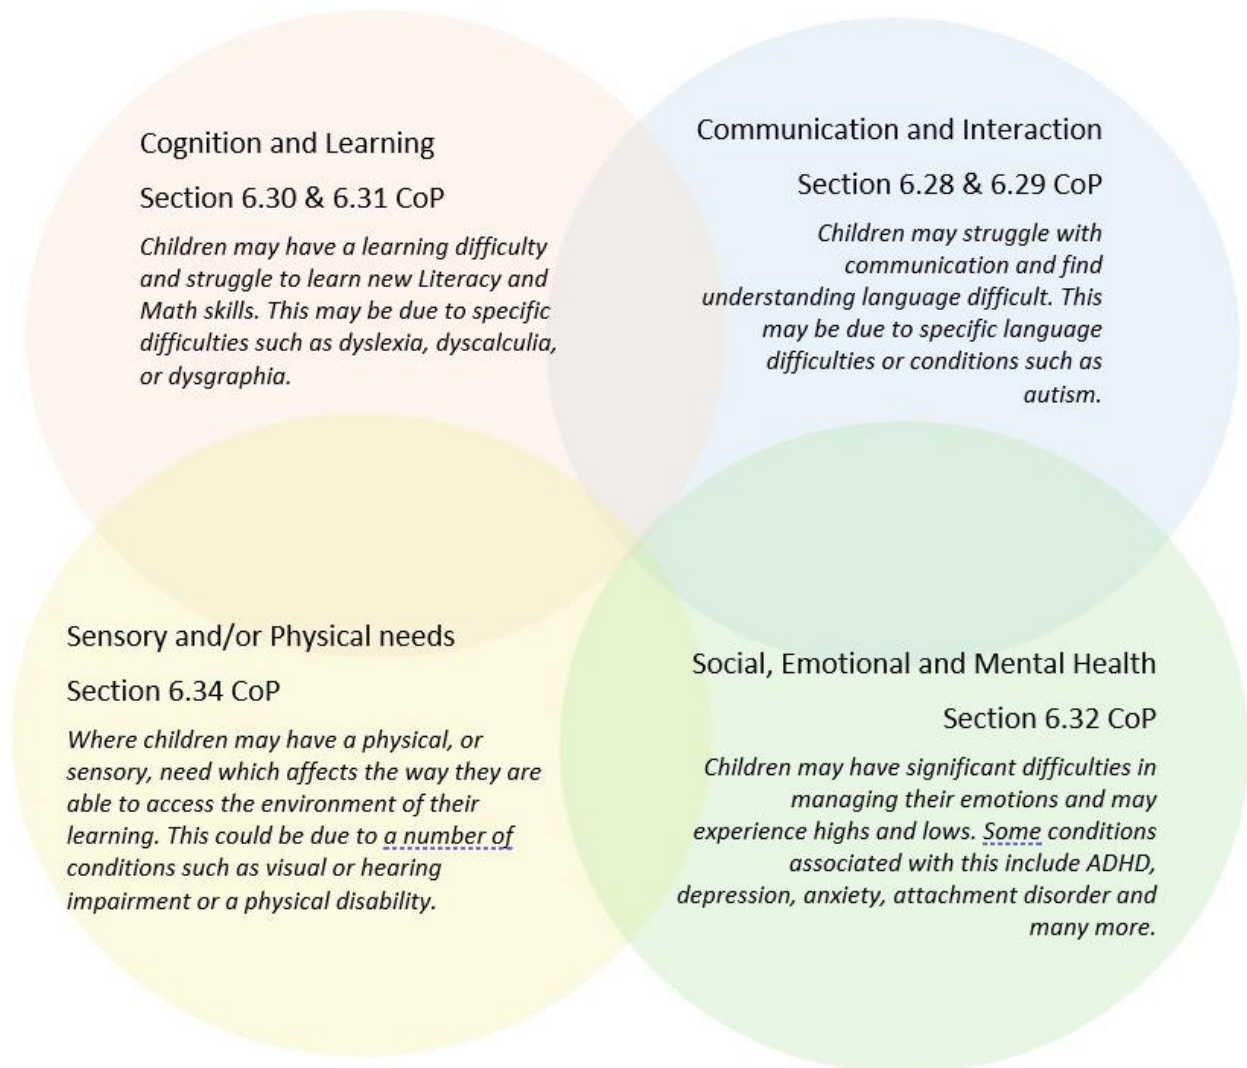 Cognition and Learning
Section 6.30 & 6.31 CoP
Children may have a learning difficulty
and struggle to learn new Literacy and
Math skills. This may be due to specific
difficulties such as dyslexia, dyscalculia,
or dysgraphia.
Communication and Interaction
Section 6.28 & 6.29 CoP
Children may struggle with
communication and find
understanding language difficult. This
may be due to specific language
difficulties or conditions such as
autism.
Sensory and/or Physical needs
Section 6.34 CoP
Where children may have a physical, or
sensory, need which affects the way they are
able to access the environment of their
learning. This could be due to a number of
conditions such as visual or hearing
impairment or a physical disability.
Social, Emotional and Mental Health
Section 6.32 CoP
Children may have significant difficulties in
managing their emotions and may
experience highs and lows. Some conditions
associated with this include ADHD,
depression, anxiety, attachment disorder and
many more.